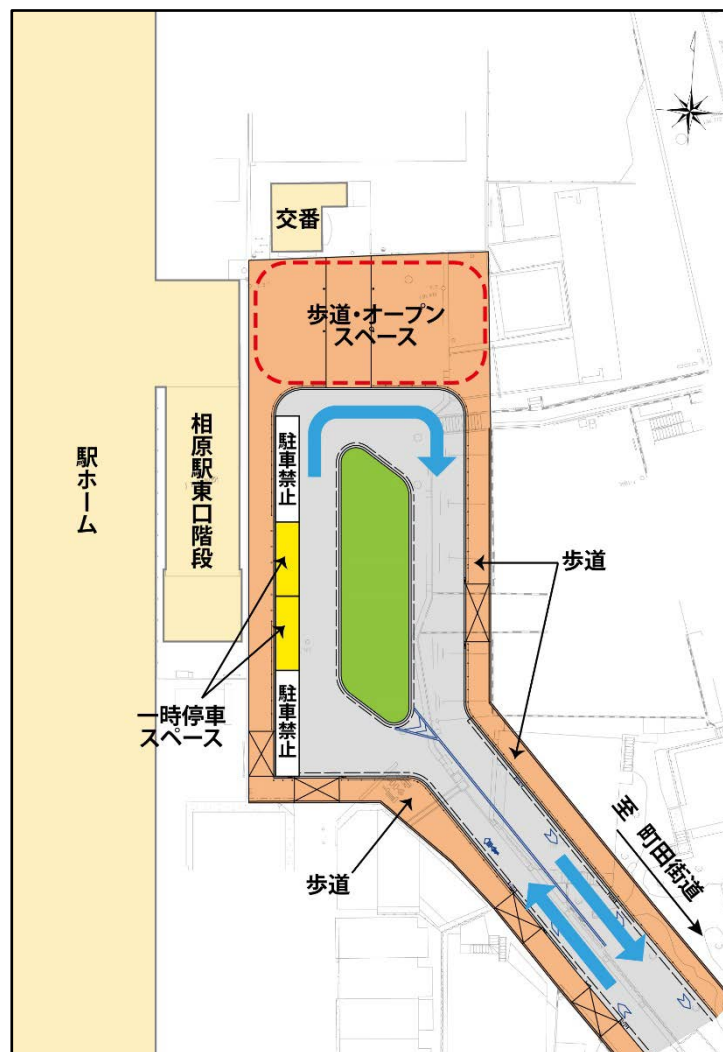 交番
歩道・オープン
スペース
駅ホーム
相原駅東口階段
駐車禁止
歩道
一時停車
スペース
駐車禁止
歩道
至 町田街道